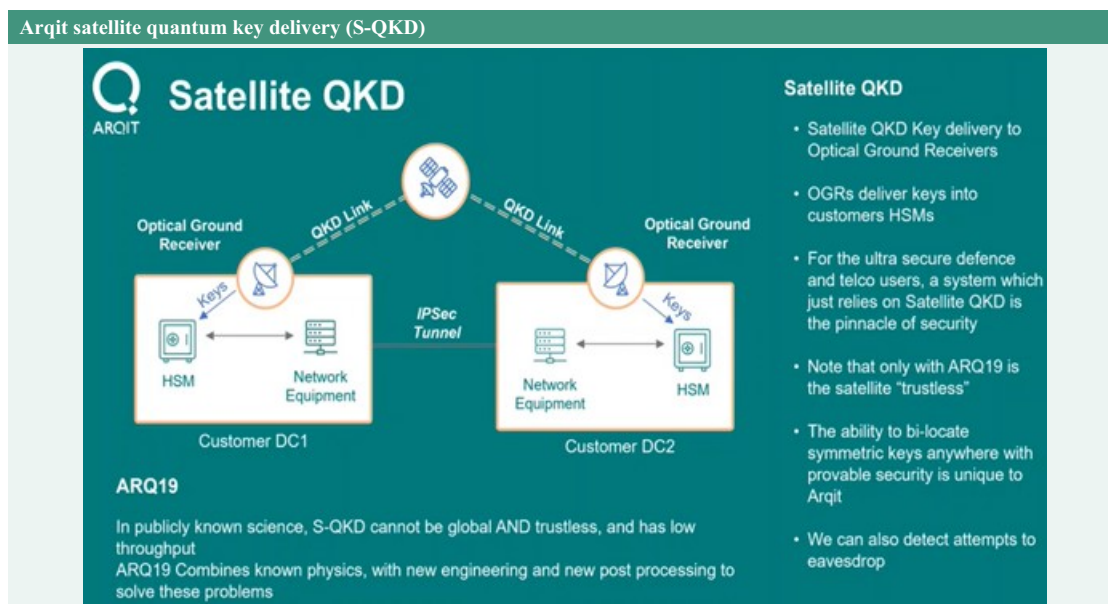 Arqit satellite quantum key delivery (S-QKD)
ARQIT
Satellite QKD
QKD Link
QKD Link
Optical Ground
Receiver
Optical Ground
Receiver
Keys
Keys
IPSec
Tunnel
HSM
Network
Equipment
Network
Equipment
HSM
Customer DC1
Customer DC2
ARQ19
In publicly known science, S-QKD cannot be global AND trustless, and has low
throughput
ARQ19 Combines known physics, with new engineering and new post processing to
solve these problems
Satellite QKD
• Satellite QKD Key delivery to
Optical Ground Receivers
• OGRs deliver keys into
customers HSMs
• For the ultra secure defence
and telco users, a system which
just relies on Satellite QKD is
the pinnacle of security
• Note that only with ARQ19 is
the satellite “trustless”
• The ability to bi-locate
symmetric keys anywhere with
provable security is unique to
Arqit
• We can also detect attempts to
eavesdrop